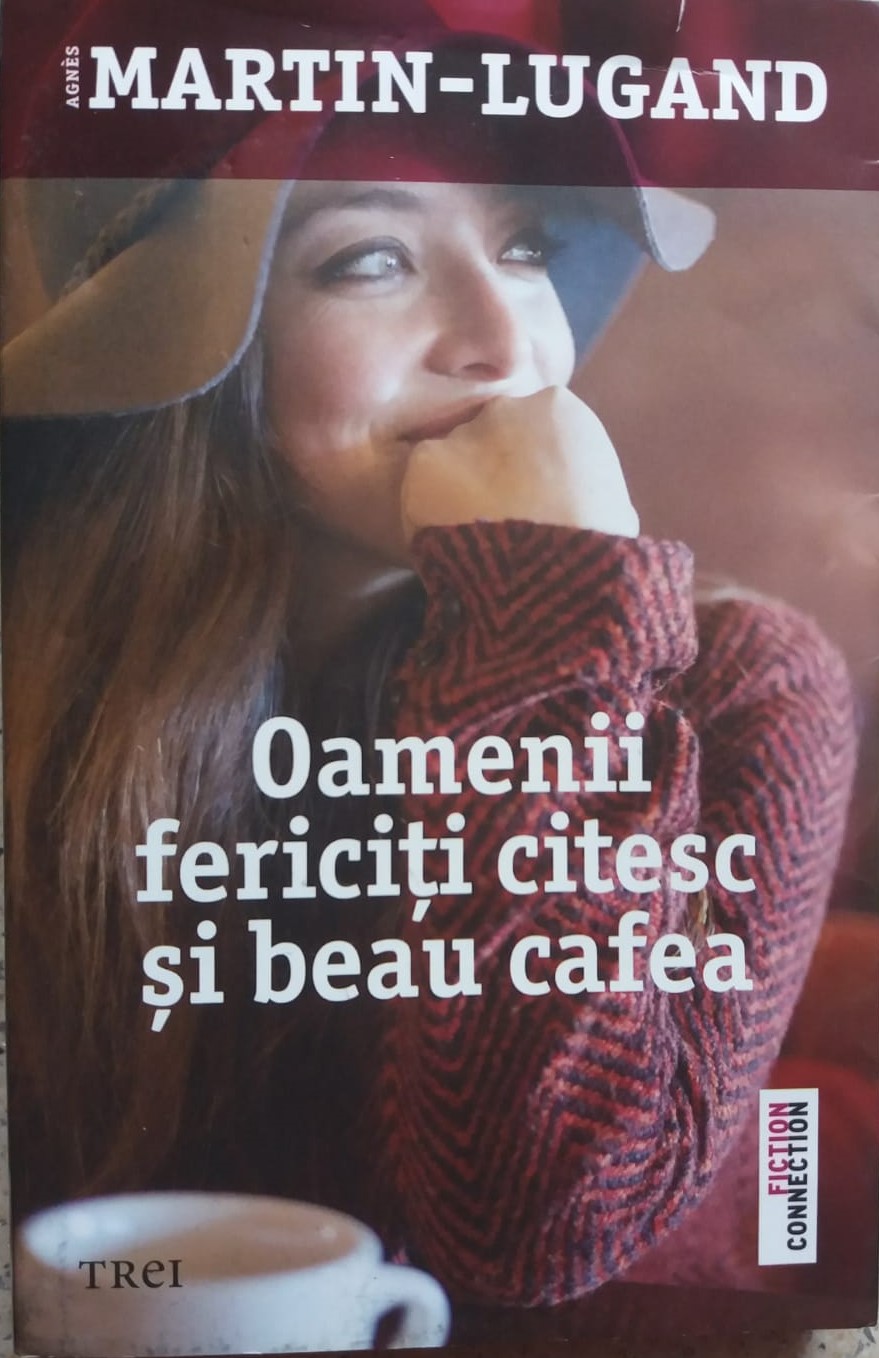 AGNÈS
MARTIN-LUGAND
Oamenii
fericiți citesc
și beau cafea
FICTION
CONNECTION
TREI